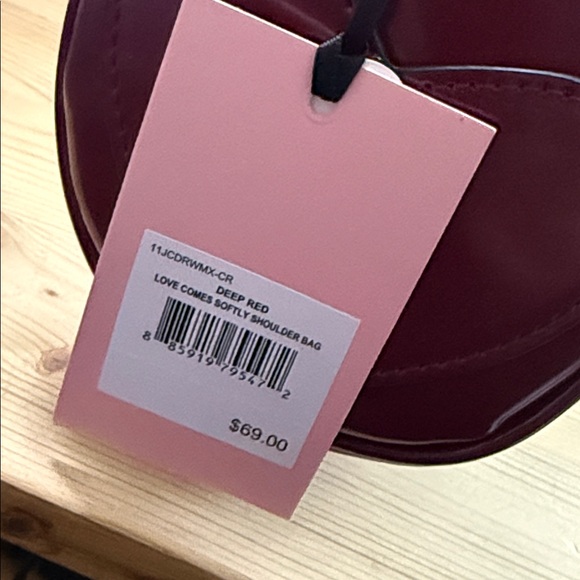 11JCDRWMX-CR
DEEP RED
LOVE COMES SOFTLY SHOULDER BAG
8 85919 79547 2
$69.00